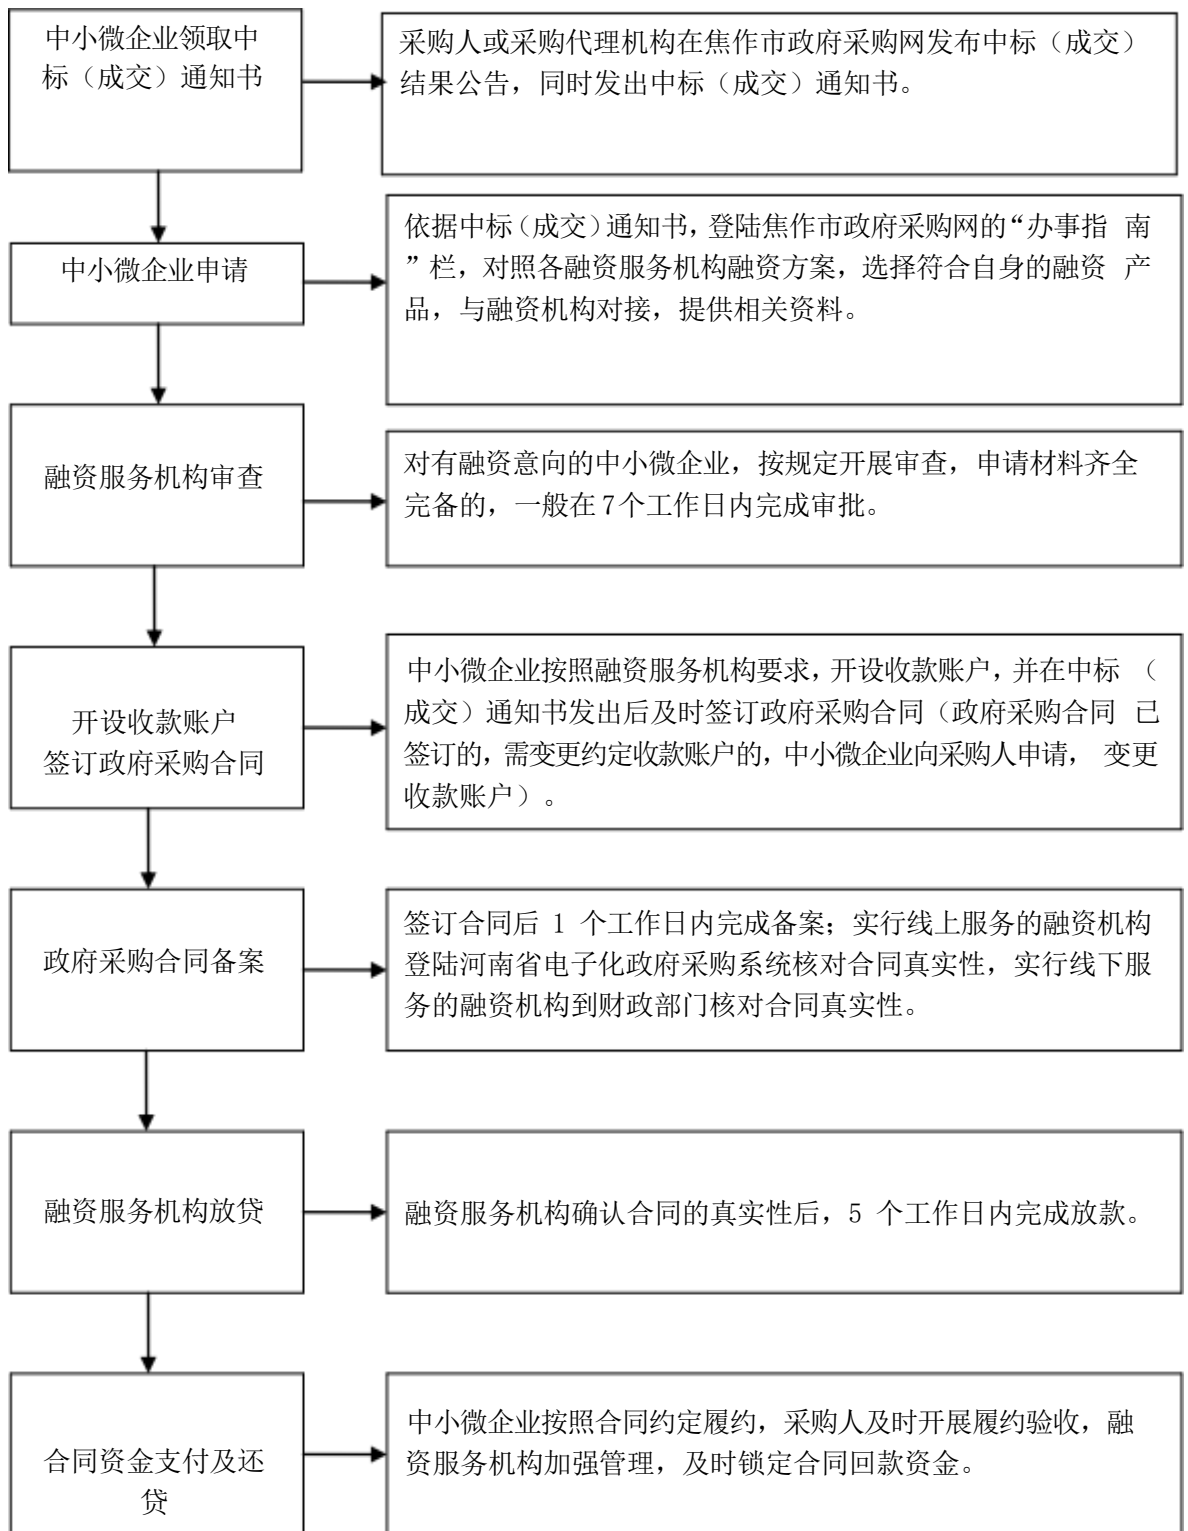 中小微企业领取中
标（成交）通知书
采购人或采购代理机构在焦作市政府采购网发布中标（成交）
结果公告，同时发出中标（成交）通知书。
中小微企业申请
依据中标（成交）通知书，登陆焦作市政府采购网的“办事指 南
”栏，对照各融资服务机构融资方案，选择符合自身的融资 产
品，与融资机构对接，提供相关资料。
融资服务机构审查
对有融资意向的中小微企业，按规定开展审查，申请材料齐全
完备的，一般在7个工作日内完成审批。
开设收款账户
签订政府采购合同
中小微企业按照融资服务机构要求，开设收款账户，并在中标 （
成交）通知书发出后及时签订政府采购合同（政府采购合同 已
签订的，需变更约定收款账户的，中小微企业向采购人申请， 变更
收款账户）。
政府采购合同备案
签订合同后 1 个工作日内完成备案；实行线上服务的融资机构
登陆河南省电子化政府采购系统核对合同真实性，实行线下服
务的融资机构到财政部门核对合同真实性。
融资服务机构放贷
融资服务机构确认合同的真实性后，5 个工作日内完成放款。
合同资金支付及还
贷
中小微企业按照合同约定履约，采购人及时开展履约验收，融
资服务机构加强管理，及时锁定合同回款资金。